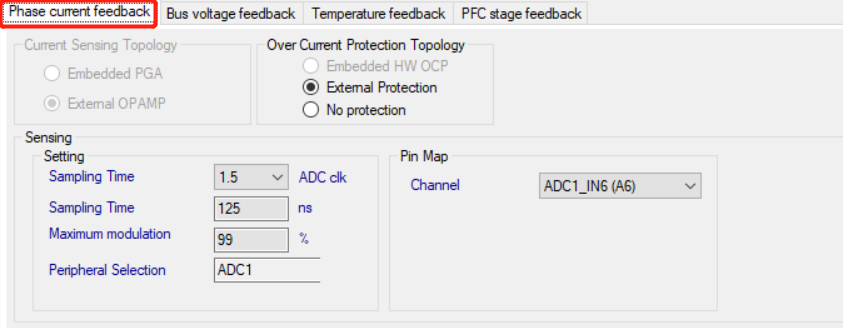 Phase current feedback Bus voltage feedback Temperature feedback PFC stage feedback
Current Sensing Topology
Embedded PGA
External OPAMP
Over Current Protection Topology
Embedded HW OCP
External Protection
No protection
Sensing
Setting
Sampling Time 1.5 ADC clk
Sampling Time 125 ns
Maximum modulation 99 %
Peripheral Selection ADC1
Pin Map
Channel ADC1_IN6 (A6)